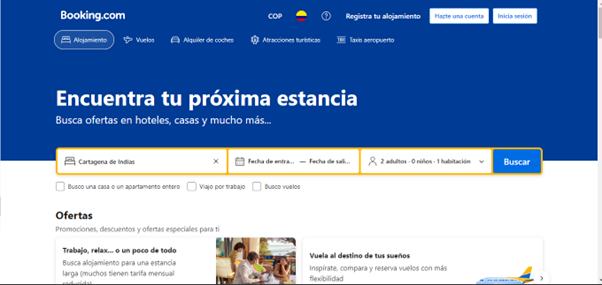 Booking.com
COP
Registra tu alojamiento
Hazte una cuenta
Inicia sesión
Alojamiento
Vuelos
Alquiler de coches
Atracciones turísticas
Taxis aeropuerto
Encuentra tu próxima estancia
Busca ofertas en hoteles, casas y mucho más...
Cartagena de Indias
Fecha de entra... — Fecha de sali...
2 adultos · 0 niños · 1 habitación
Buscar
Busco una casa o un apartamento entero
Viajo por trabajo
Busco vuelos
Ofertas
Promociones, descuentos y ofertas especiales para ti
Trabajo, relax... o un poco de todo
Busca alojamiento para una estancia
larga (muchos tienen tarifa mensual
reducida)
Vuela al destino de tus sueños
Inspírate, compara y reserva vuelos con más
flexibilidad